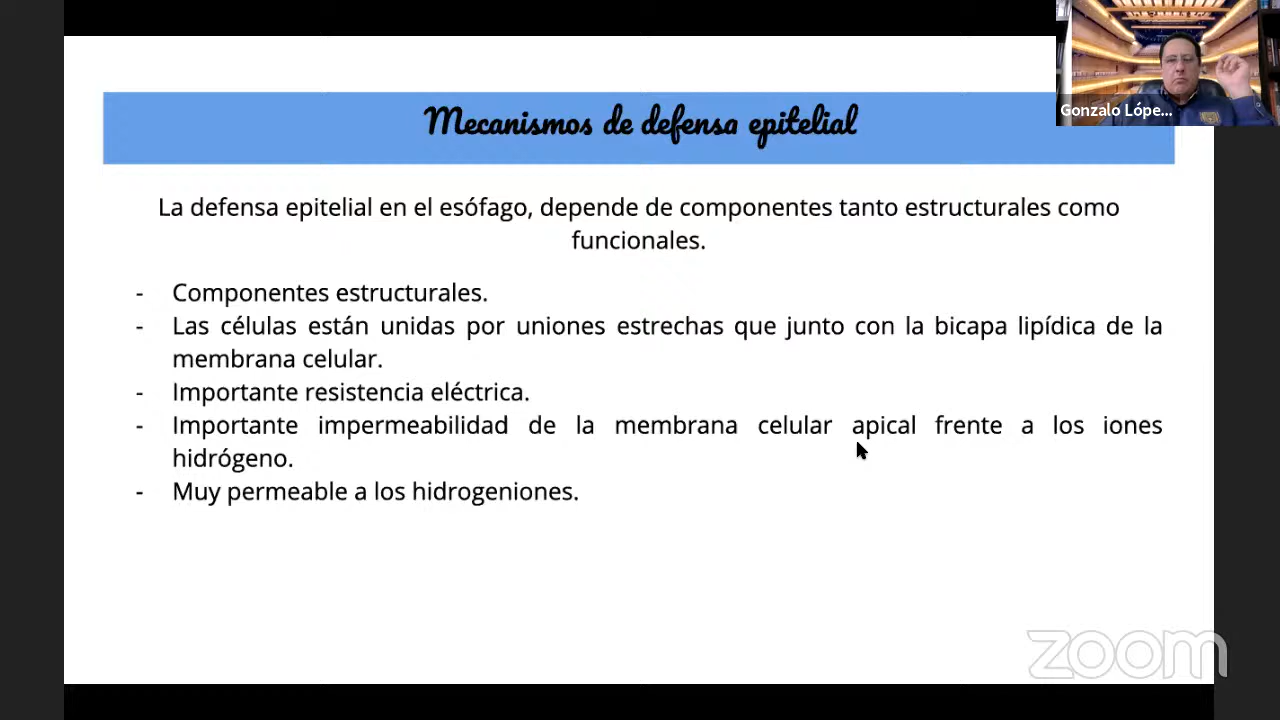 Gonzalo Lópe...
Mecanismos de defensa epitelial
La defensa epitelial en el esófago, depende de componentes tanto estructurales como
funcionales.
- Componentes estructurales.
- Las células están unidas por uniones estrechas que junto con la bicapa lipídica de la
membrana celular.
- Importante resistencia eléctrica.
- Importante impermeabilidad de la membrana celular apical frente a los iones
hidrógeno.
- Muy permeable a los hidrogeniones.
zoom